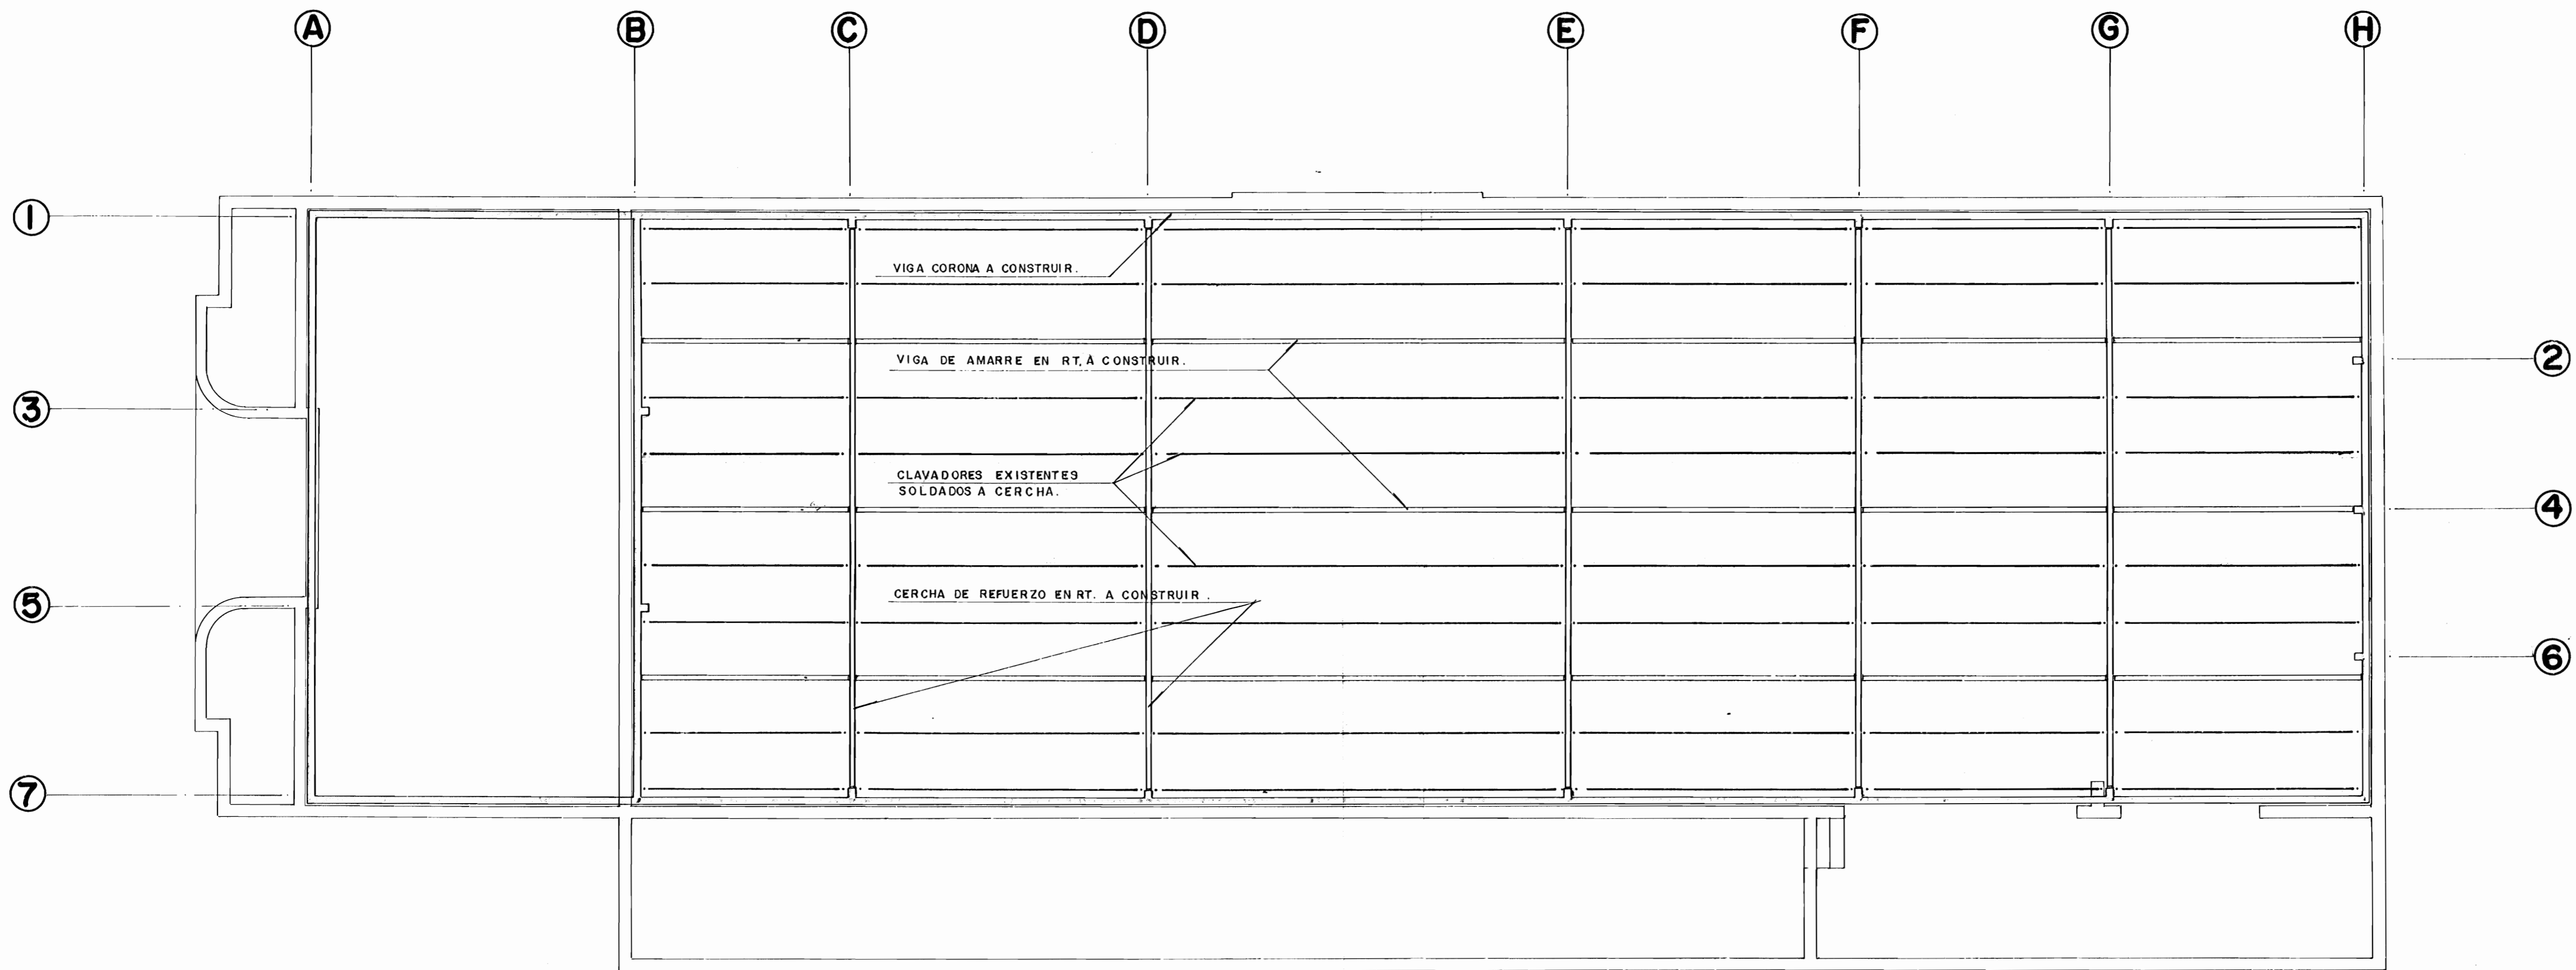 A B C D E F G H
1
VIGA CORONA A CONSTRUIR.
VIGA DE AMARRE EN RT, A CONSTRUIR.
2
3
CLAVADORES EXISTENTES
SOLDADOS A CERCHA.
4
CERCHA DE REFUERZO EN RT. A CONSTRUIR.
5
6
7